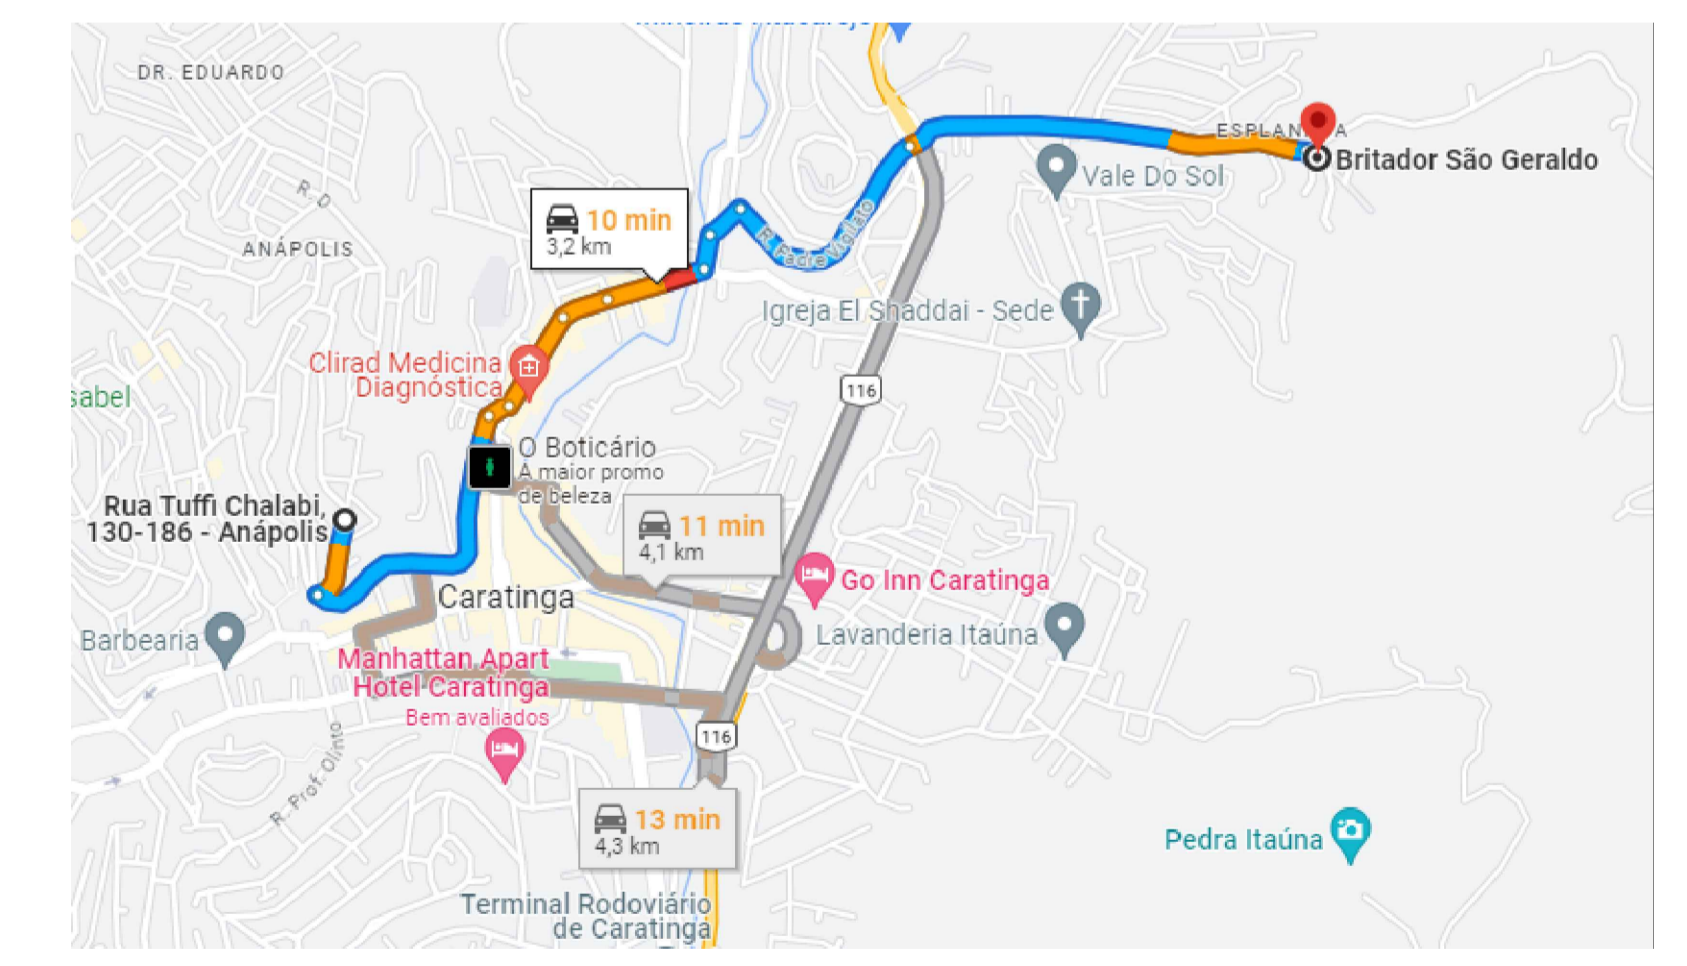 DR. EDUARDO
ESPLAN
A
Britador São Geraldo
Vale Do Sol
R. D
10 min
3,2 km
R. Padre Vigilato
ANÁPOLIS
Igreja El Shaddai - Sede
Clirad Medicina
Diagnóstica
116
sabel
O Boticário
A maior promo
de beleza
Rua Tuffi Chalabi,
130-186 - Anápolis
11 min
4,1 km
Go Inn Caratinga
Caratinga
Barbearia
Lavanderia Itaúna
Manhattan Apart
Hotel Caratinga
Bem avaliados
116
R. Prof. Olinto
13 min
4,3 km
Pedra Itaúna
Terminal Rodoviário
de Caratinga